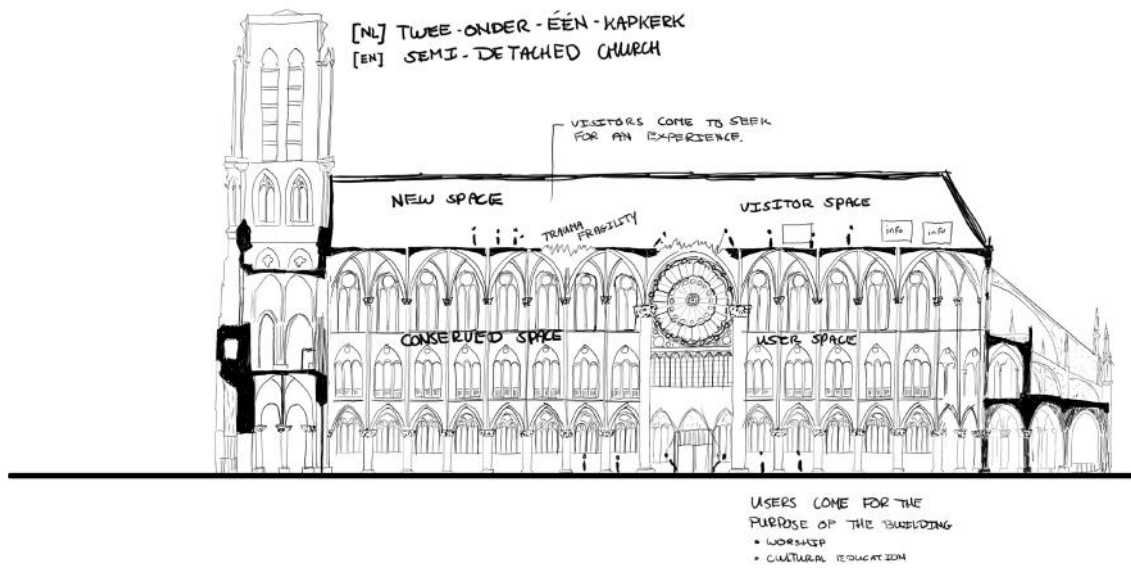 [NL] TWEE-ONDER-ÉÉN-KAPKERK
[EN] SEMI-DETACHED CHURCH
VISITORS COME TO SEEK
FOR AN EXPERIENCE.
NEW SPACE
VISITOR SPACE
TRAUMA
FRAGILITY
info
info
CONSERVED SPACE
USER SPACE
USERS COME FOR THE
PURPOSE OF THE BUILDING
• WORSHIP
• CULTURAL EDUCATION